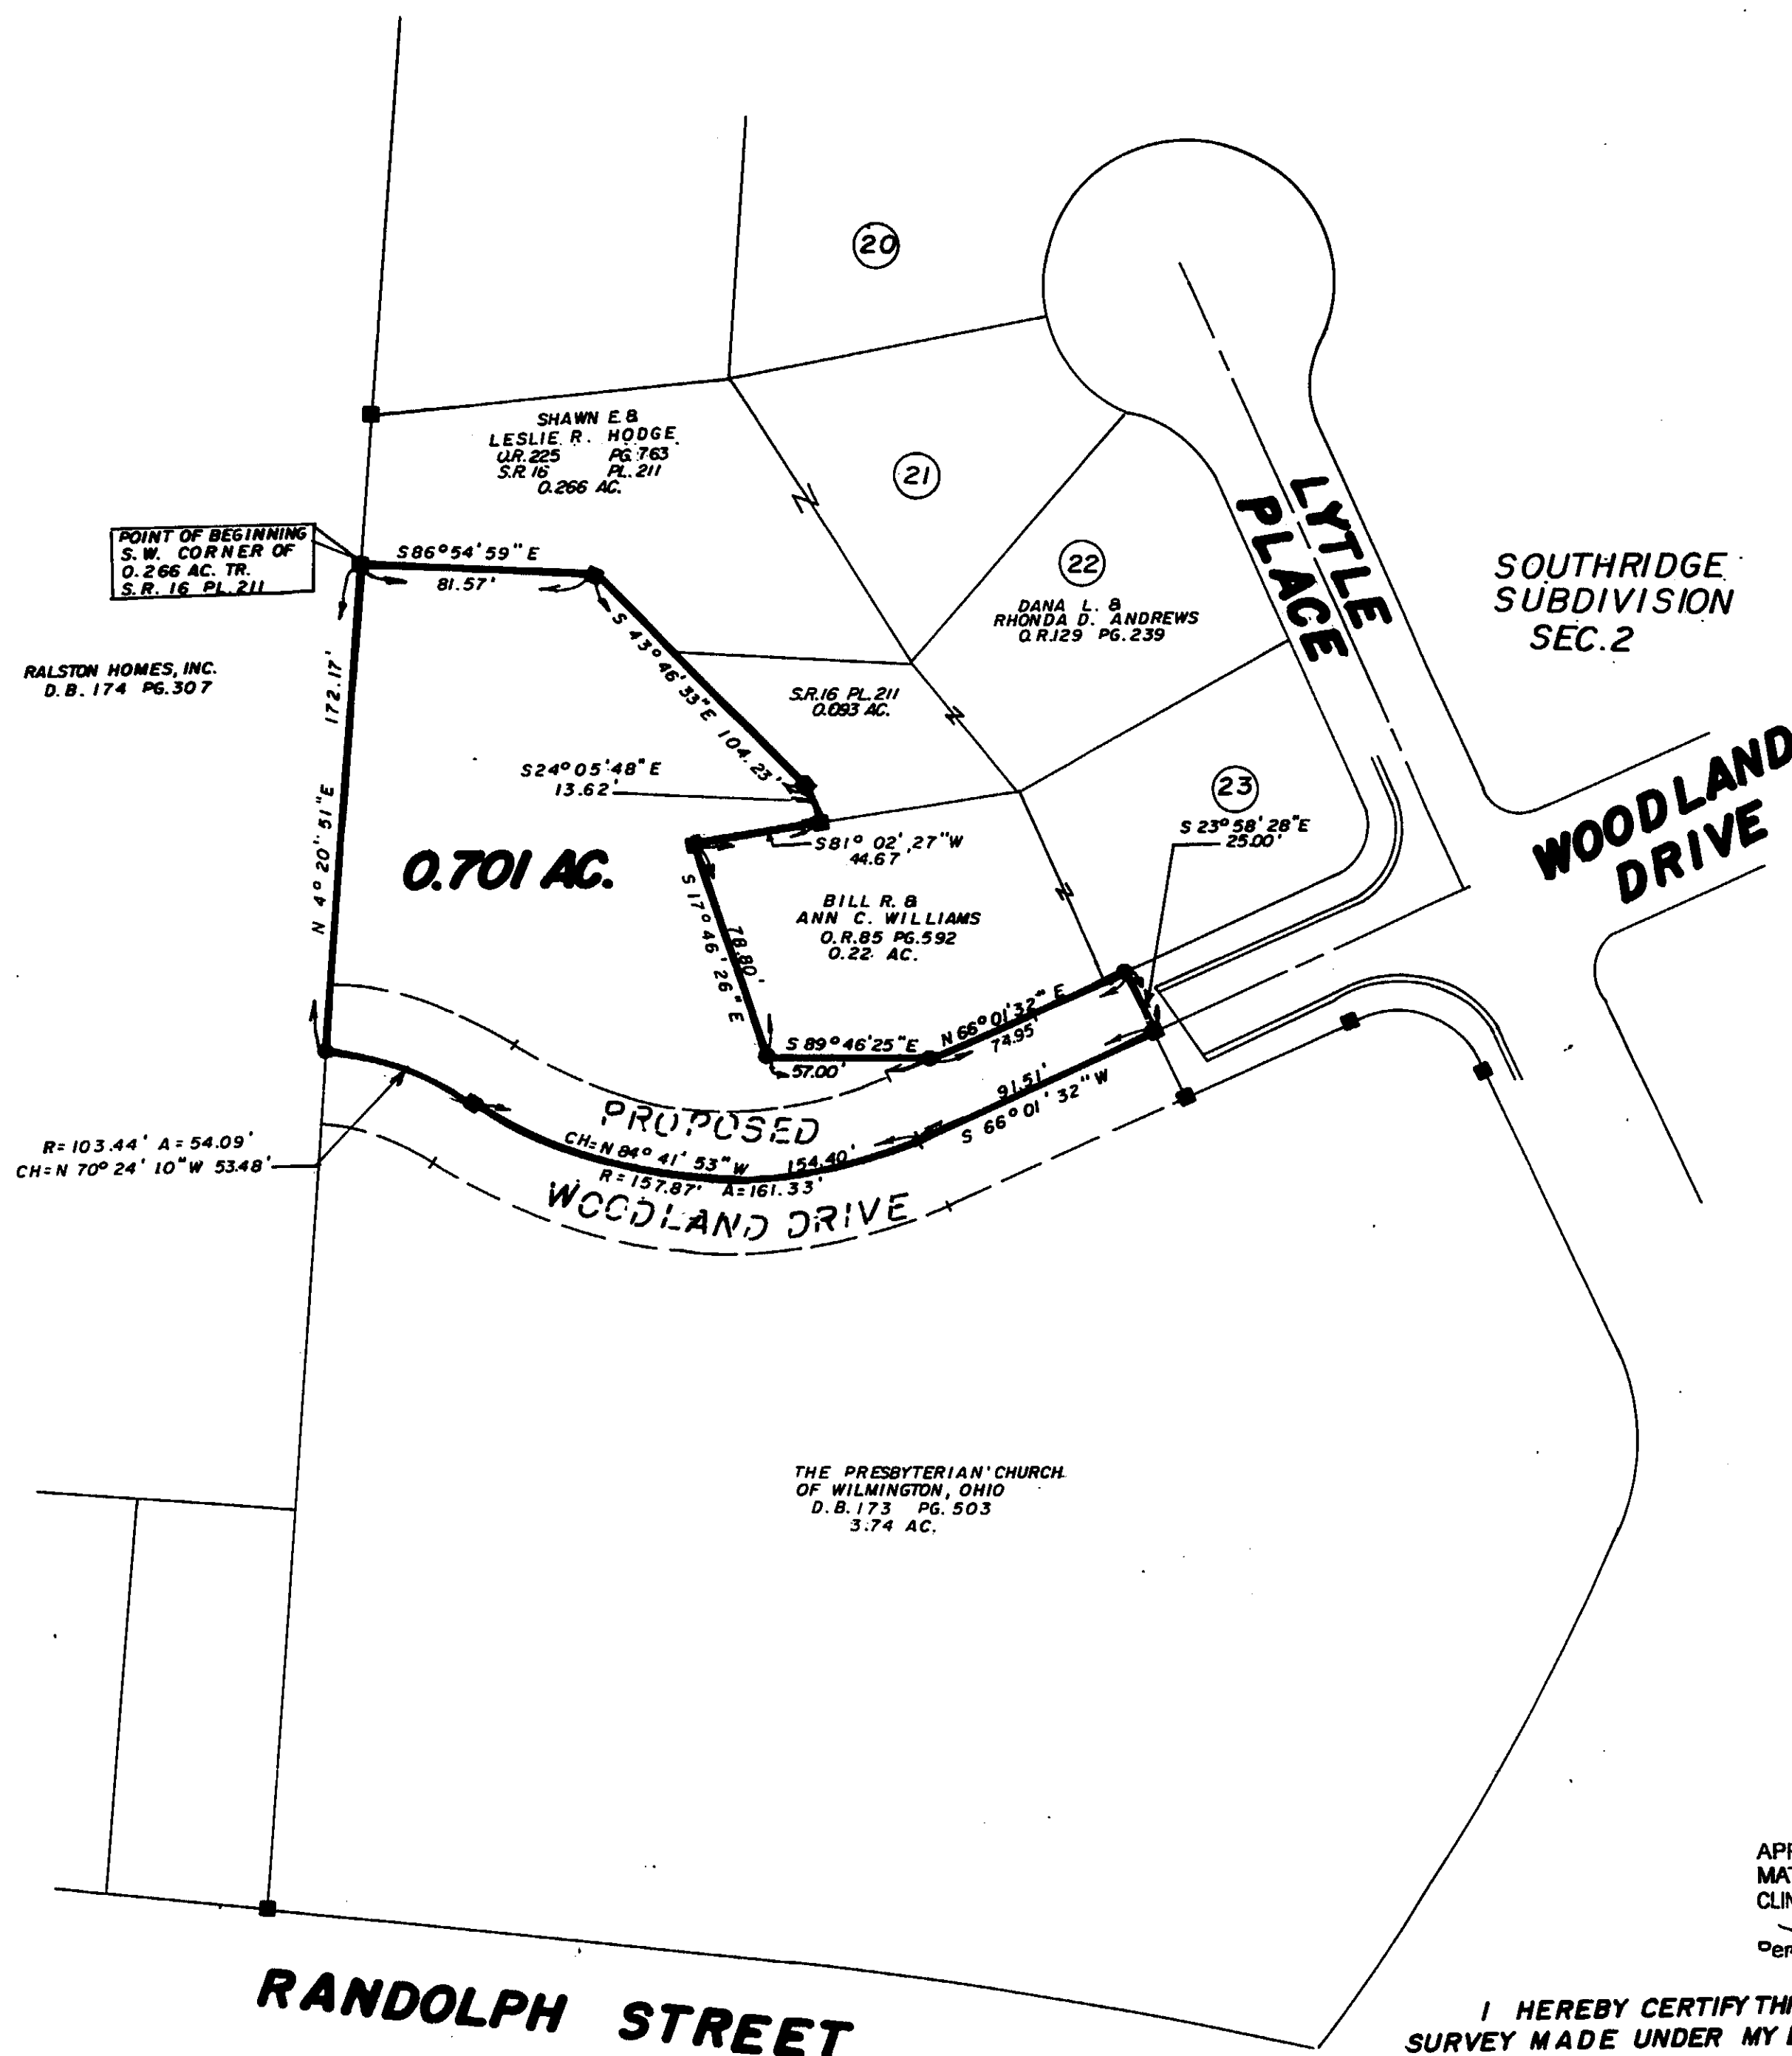 20
SHAWN E. &
LESLIE R. HODGE
O.R. 225 PG. 763
S.R. 16 PL. 211
0.266 AC.
21
22
DANA L. &
RHONDA D. ANDREWS
O.R. 129 PG. 239
LYTLE
PLACE
SOUTHRIDGE
SUBDIVISION
SEC. 2
POINT OF BEGINNING
S. W. CORNER OF
0.266 AC. TR.
S.R. 16 PL. 211
S86°54'59"E
81.57'
S 43°46'33"E 104.23'
RALSTON HOMES, INC.
D.B. 174 PG. 307
N 4°20'51"E 172.17'
S.R. 16 PL. 211
0.093 AC.
S24°05'48"E
13.62'
23
S 23°58'28"E
25.00'
WOODLAND
DRIVE
0.701 AC.
S81°02'27"W
44.67'
S 17°46'26"E
78.80'
BILL R. &
ANN C. WILLIAMS
O.R. 85 PG. 592
0.22 AC.
S 89°46'25"E
57.00'
N 66°01'32"E
74.95'
91.51'
S 66°01'32"W
R=103.44' A=54.09'
CH=N 70°24'10"W 53.48'
PROPOSED
CH=N 84°41'53"W 154.40'
R=157.87' A=161.33'
WOODLAND DRIVE
THE PRESBYTERIAN CHURCH
OF WILMINGTON, OHIO
D.B. 173 PG. 503
3.74 AC.
RANDOLPH STREET
I HEREBY CERTIFY
SURVEY MADE UNDER MY